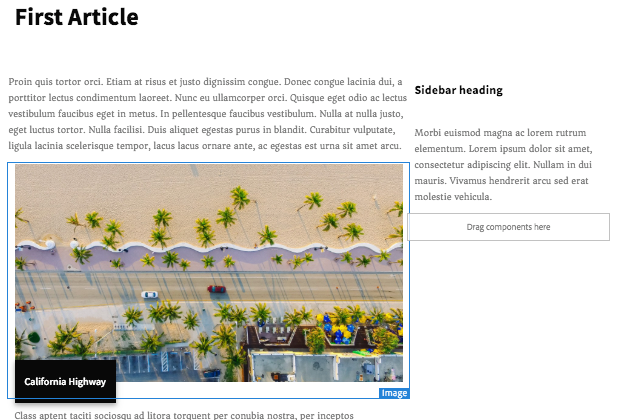 First Article
Proin quis tortor orci. Etiam at risus et justo dignissim congue. Donec congue lacinia dui, a
porttitor lectus condimentum laoreet. Nunc eu ullamcorper orci. Quisque eget odio ac lectus
vestibulum faucibus eget in metus. In pellentesque faucibus vestibulum. Nulla at nulla justo,
eget luctus tortor. Nulla facilisi. Duis aliquet egestas purus in blandit. Curabitur vulputate,
ligula lacinia scelerisque tempor, lacus lacus ornare ante, ac egestas est urna sit amet arcu.
California Highway
Image
Class aptent taciti sociosqu ad litora torquent per conubia nostra, per inceptos
Sidebar heading
Morbi euismod magna ac lorem rutrum
elementum. Lorem ipsum dolor sit amet,
consectetur adipiscing elit. Nullam in dui
mauris. Vivamus hendrerit arcu sed erat
molestie vehicula.
Drag components here